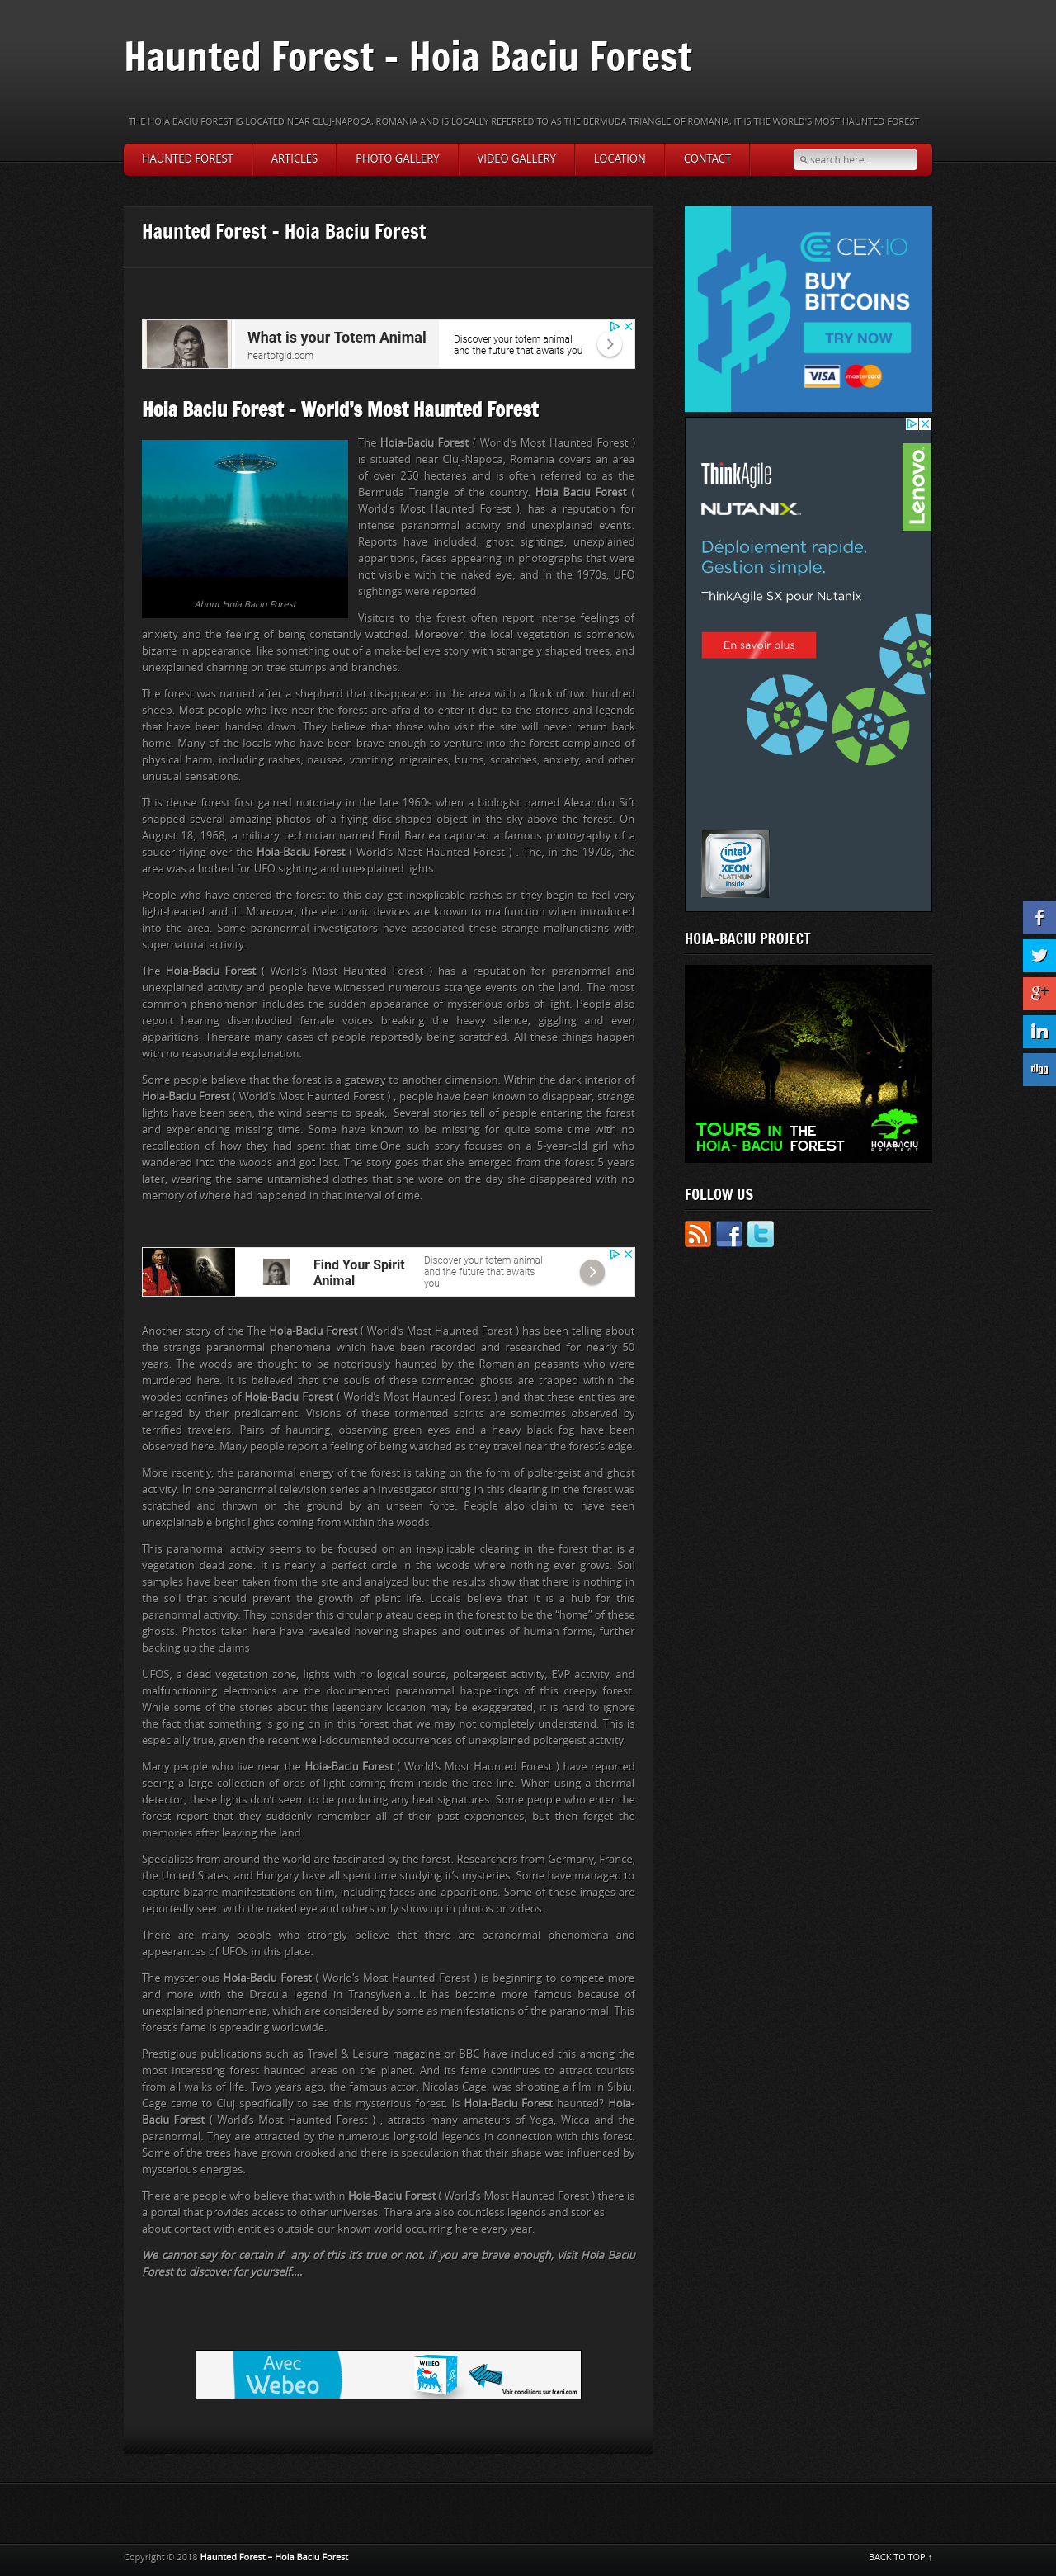 Haunted Forest - Hoia Baciu Forest
THE HOIA BACIU FOREST IS LOCATED NEAR CLUJ-NAPOCA, ROMANIA AND IS LOCALLY REFERRED TO AS THE BERMUDA TRIANGLE OF ROMANIA, IT IS THE WORLD'S MOST HAUNTED FOREST
HAUNTED FOREST ARTICLES PHOTO GALLERY VIDEO GALLERY LOCATION CONTACT search here...
Haunted Forest - Hoia Baciu Forest
What is your Totem Animal
heartofgld.com
Discover your totem animal
and the future that awaits you
Hoia Baciu Forest - World's Most Haunted Forest
About Hoia Baciu Forest
The Hoia-Baciu Forest ( World's Most Haunted Forest )
is situated near Cluj-Napoca, Romania covers an area
of over 250 hectares and is often referred to as the
Bermuda Triangle of the country. Hoia Baciu Forest (
World's Most Haunted Forest ), has a reputation for
intense paranormal activity and unexplained events.
Reports have included, ghost sightings, unexplained
apparitions, faces appearing in photographs that were
not visible with the naked eye, and in the 1970s, UFO
sightings were reported.
Visitors to the forest often report intense feelings of
anxiety and the feeling of being constantly watched. Moreover, the local vegetation is somehow
bizarre in appearance, like something out of a make-believe story with strangely shaped trees, and
unexplained charring on tree stumps and branches.
The forest was named after a shepherd that disappeared in the area with a flock of two hundred
sheep. Most people who live near the forest are afraid to enter it due to the stories and legends
that have been handed down. They believe that those who visit the site will never return back
home. Many of the locals who have been brave enough to venture into the forest complained of
physical harm, including rashes, nausea, vomiting, migraines, burns, scratches, anxiety, and other
unusual sensations.
This dense forest first gained notoriety in the late 1960s when a biologist named Alexandru Sift
snapped several amazing photos of a flying disc-shaped object in the sky above the forest. On
August 18, 1968, a military technician named Emil Barnea captured a famous photography of a
saucer flying over the Hoia-Baciu Forest ( World's Most Haunted Forest ) . The, in the 1970s, the
area was a hotbed for UFO sighting and unexplained lights.
People who have entered the forest to this day get inexplicable rashes or they begin to feel very
light-headed and ill. Moreover, the electronic devices are known to malfunction when introduced
into the area. Some paranormal investigators have associated these strange malfunctions with
supernatural activity.
The Hoia-Baciu Forest ( World's Most Haunted Forest ) has a reputation for paranormal and
unexplained activity and people have witnessed numerous strange events on the land. The most
common phenomenon includes the sudden appearance of mysterious orbs of light. People also
report hearing disembodied female voices breaking the heavy silence, giggling and even
apparitions, Thereare many cases of people reportedly being scratched. All these things happen
with no reasonable explanation.
Some people believe that the forest is a gateway to another dimension. Within the dark interior of
Hoia-Baciu Forest ( World's Most Haunted Forest ) , people have been known to disappear, strange
lights have been seen, the wind seems to speak,. Several stories tell of people entering the forest
and experiencing missing time. Some have known to be missing for quite some time with no
recollection of how they had spent that time.One such story focuses on a 5-year-old girl who
wandered into the woods and got lost. The story goes that she emerged from the forest 5 years
later, wearing the same untarnished clothes that she wore on the day she disappeared with no
memory of where had happened in that interval of time.
Find Your Spirit
Animal
Discover your totem animal
and the future that awaits
you.
Another story of the The Hoia-Baciu Forest ( World's Most Haunted Forest ) has been telling about
the strange paranormal phenomena which have been recorded and researched for nearly 50
years. The woods are thought to be notoriously haunted by the Romanian peasants who were
murdered here. It is believed that the souls of these tormented ghosts are trapped within the
wooded confines of Hoia-Baciu Forest ( World's Most Haunted Forest ) and that these entities are
enraged by their predicament. Visions of these tormented spirits are sometimes observed by
terrified travelers. Pairs of haunting, observing green eyes and a heavy black fog have been
observed here. Many people report a feeling of being watched as they travel near the forest's edge.
More recently, the paranormal energy of the forest is taking on the form of poltergeist and ghost
activity. In one paranormal television series an investigator sitting in this clearing in the forest was
scratched and thrown on the ground by an unseen force. People also claim to have seen
unexplainable bright lights coming from within the woods.
This paranormal activity seems to be focused on an inexplicable clearing in the forest that is a
vegetation dead zone. It is nearly a perfect circle in the woods where nothing ever grows. Soil
samples have been taken from the site and analyzed but the results show that there is nothing in
the soil that should prevent the growth of plant life. Locals believe that it is a hub for this
paranormal activity. They consider this circular plateau deep in the forest to be the "home" of these
ghosts. Photos taken here have revealed hovering shapes and outlines of human forms, further
backing up the claims
UFOS, a dead vegetation zone, lights with no logical source, poltergeist activity, EVP activity, and
malfunctioning electronics are the documented paranormal happenings of this creepy forest.
While some of the stories about this legendary location may be exaggerated, it is hard to ignore
the fact that something is going on in this forest that we may not completely understand. This is
especially true, given the recent well-documented occurrences of unexplained poltergeist activity.
Many people who live near the Hoia-Baciu Forest ( World's Most Haunted Forest ) have reported
seeing a large collection of orbs of light coming from inside the tree line. When using a thermal
detector, these lights don't seem to be producing any heat signatures. Some people who enter the
forest report that they suddenly remember all of their past experiences, but then forget the
memories after leaving the land.
Specialists from around the world are fascinated by the forest. Researchers from Germany, France,
the United States, and Hungary have all spent time studying it's mysteries. Some have managed to
capture bizarre manifestations on film, including faces and apparitions. Some of these images are
reportedly seen with the naked eye and others only show up in photos or videos.
There are many people who strongly believe that there are paranormal phenomena and
appearances of UFOs in this place.
The mysterious Hoia-Baciu Forest ( World's Most Haunted Forest ) is beginning to compete more
and more with the Dracula legend in Transylvania...It has become more famous because of
unexplained phenomena, which are considered by some as manifestations of the paranormal. This
forest's fame is spreading worldwide.
Prestigious publications such as Travel & Leisure magazine or BBC have included this among the
most interesting forest haunted areas on the planet. And its fame continues to attract tourists
from all walks of life. Two years ago, the famous actor, Nicolas Cage, was shooting a film in Sibiu.
Cage came to Cluj specifically to see this mysterious forest. Is Hoia-Baciu Forest haunted? Hoia-
Baciu Forest ( World's Most Haunted Forest ) , attracts many amateurs of Yoga, Wicca and the
paranormal. They are attracted by the numerous long-told legends in connection with this forest.
Some of the trees have grown crooked and there is speculation that their shape was influenced by
mysterious energies.
There are people who believe that within Hoia-Baciu Forest ( World's Most Haunted Forest ) there is
a portal that provides access to other universes. There are also countless legends and stories
about contact with entities outside our known world occurring here every year.
We cannot say for certain if any of this it's true or not. If you are brave enough, visit Hoia Baciu
Forest to discover for yourself....
Avec
Webeo
WEBEO
Voir conditions sur freni.com
CEX.IO
BUY
BITCOINS
TRY NOW
VISA mastercard
ThinkAgile
NUTANIX
Lenovo
Déploiement rapide.
Gestion simple.
ThinkAgile SX pour Nutanix
En savoir plus
intel
XEON
PLATINUM
inside
HOIA-BACIU PROJECT
TOURS IN THE
HOIA- BACIU FOREST
HOIABACIU
PROJECT
FOLLOW US
g+
in
digg
Copyright © 2018 Haunted Forest – Hoia Baciu Forest
BACK TO TOP ↑